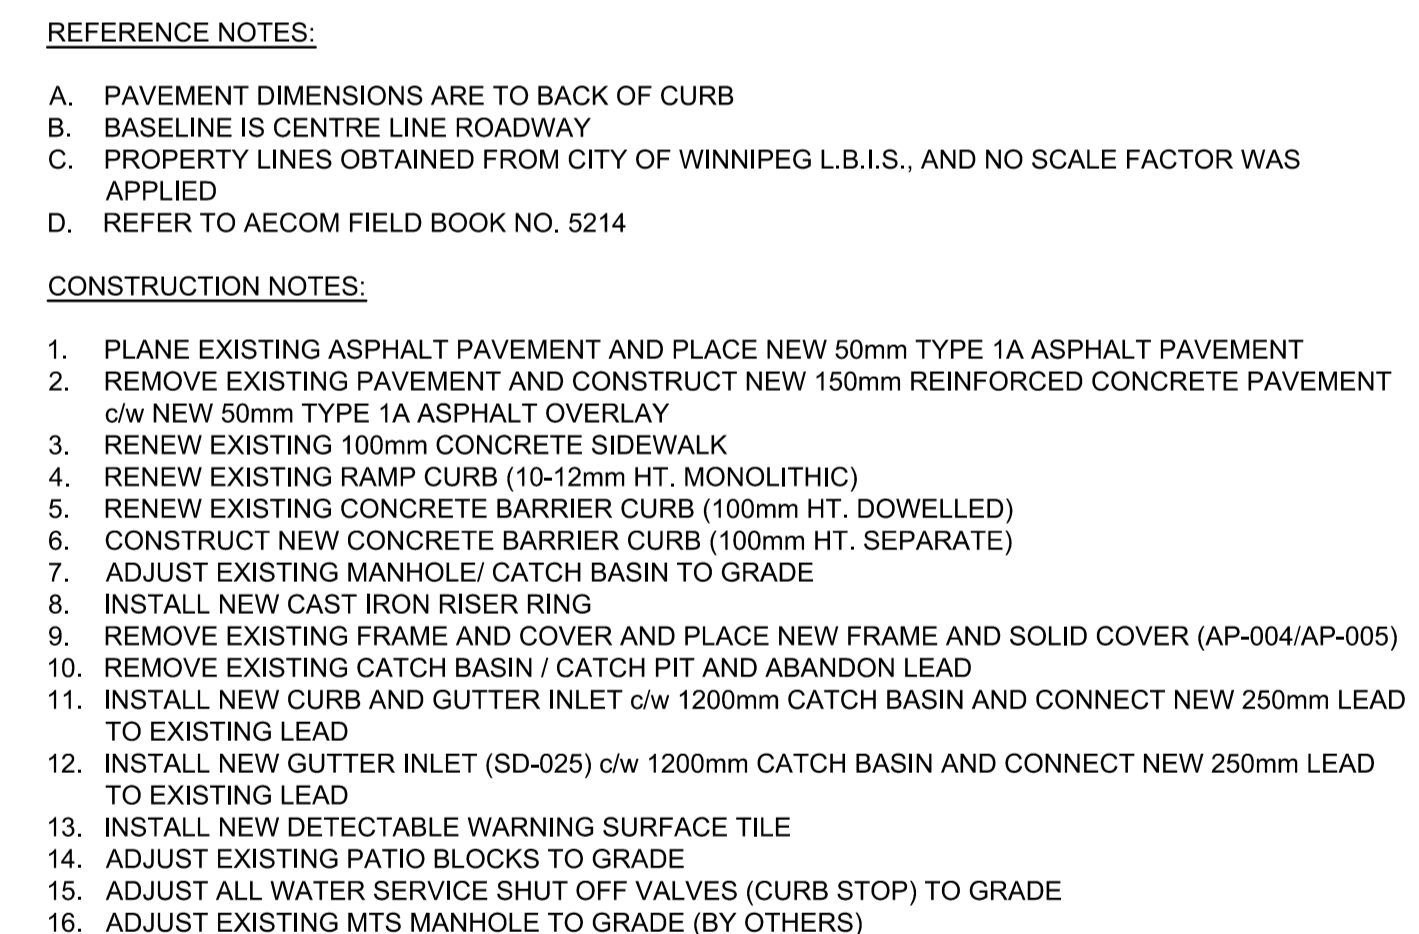 REFERENCE NOTES:
A. PAVEMENT DIMENSIONS ARE TO BACK OF CURB
B. BASELINE IS CENTRE LINE ROADWAY
C. PROPERTY LINES OBTAINED FROM CITY OF WINNIPEG L.B.I.S., AND NO SCALE FACTOR WAS
APPLIED
D. REFER TO AECOM FIELD BOOK NO. 5214
CONSTRUCTION NOTES:
1. PLANE EXISTING ASPHALT PAVEMENT AND PLACE NEW 50mm TYPE 1A ASPHALT PAVEMENT
2. REMOVE EXISTING PAVEMENT AND CONSTRUCT NEW 150mm REINFORCED CONCRETE PAVEMENT
c/w NEW 50mm TYPE 1A ASPHALT OVERLAY
3. RENEW EXISTING 100mm CONCRETE SIDEWALK
4. RENEW EXISTING RAMP CURB (10-12mm HT. MONOLITHIC)
5. RENEW EXISTING CONCRETE BARRIER CURB (100mm HT. DOWELLED)
6. CONSTRUCT NEW CONCRETE BARRIER CURB (100mm HT. SEPARATE)
7. ADJUST EXISTING MANHOLE/ CATCH BASIN TO GRADE
8. INSTALL NEW CAST IRON RISER RING
9. REMOVE EXISTING FRAME AND COVER AND PLACE NEW FRAME AND SOLID COVER (AP-004/AP-005)
10. REMOVE EXISTING CATCH BASIN / CATCH PIT AND ABANDON LEAD
11. INSTALL NEW CURB AND GUTTER INLET c/w 1200mm CATCH BASIN AND CONNECT NEW 250mm LEAD
TO EXISTING LEAD
12. INSTALL NEW GUTTER INLET (SD-025) c/w 1200mm CATCH BASIN AND CONNECT NEW 250mm LEAD
TO EXISTING LEAD
13. INSTALL NEW DETECTABLE WARNING SURFACE TILE
14. ADJUST EXISTING PATIO BLOCKS TO GRADE
15. ADJUST ALL WATER SERVICE SHUT OFF VALVES (CURB STOP) TO GRADE
16. ADJUST EXISTING MTS MANHOLE TO GRADE (BY OTHERS)